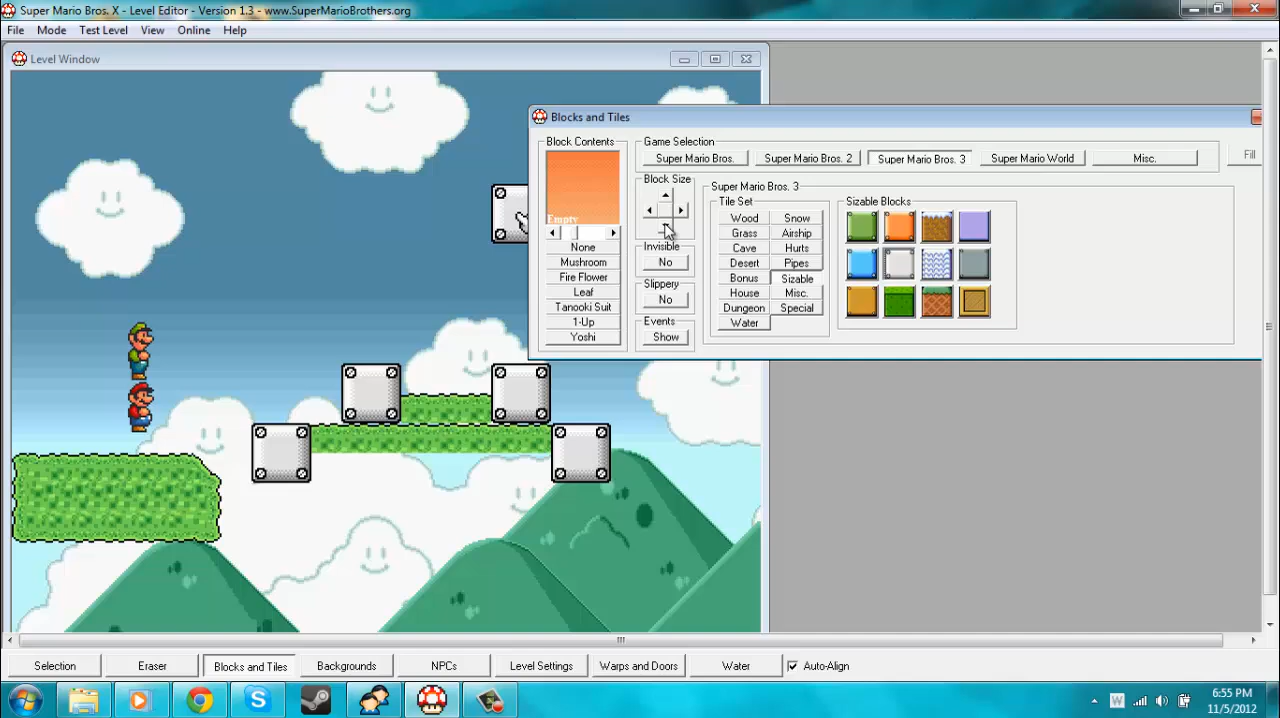 Super Mario Bros. X - Level Editor - Version 1.3 - www.SuperMarioBrothers.org
File Mode Test Level View Online Help
Level Window
Blocks and Tiles
Block Contents
Empty
None
Mushroom
Fire Flower
Leaf
Tanooki Suit
1-Up
Yoshi
Game Selection
Super Mario Bros. Super Mario Bros. 2 Super Mario Bros. 3 Super Mario World Misc. Fill
Block Size
Invisible
No
Slippery
No
Events
Show
Super Mario Bros. 3
Tile Set
Wood Snow
Grass Airship
Cave Hurts
Desert Pipes
Bonus Sizable
House Misc.
Dungeon Special
Water
Sizable Blocks
Selection Eraser Blocks and Tiles Backgrounds NPCs Level Settings Warps and Doors Water Auto-Align
6:55 PM
11/5/2012